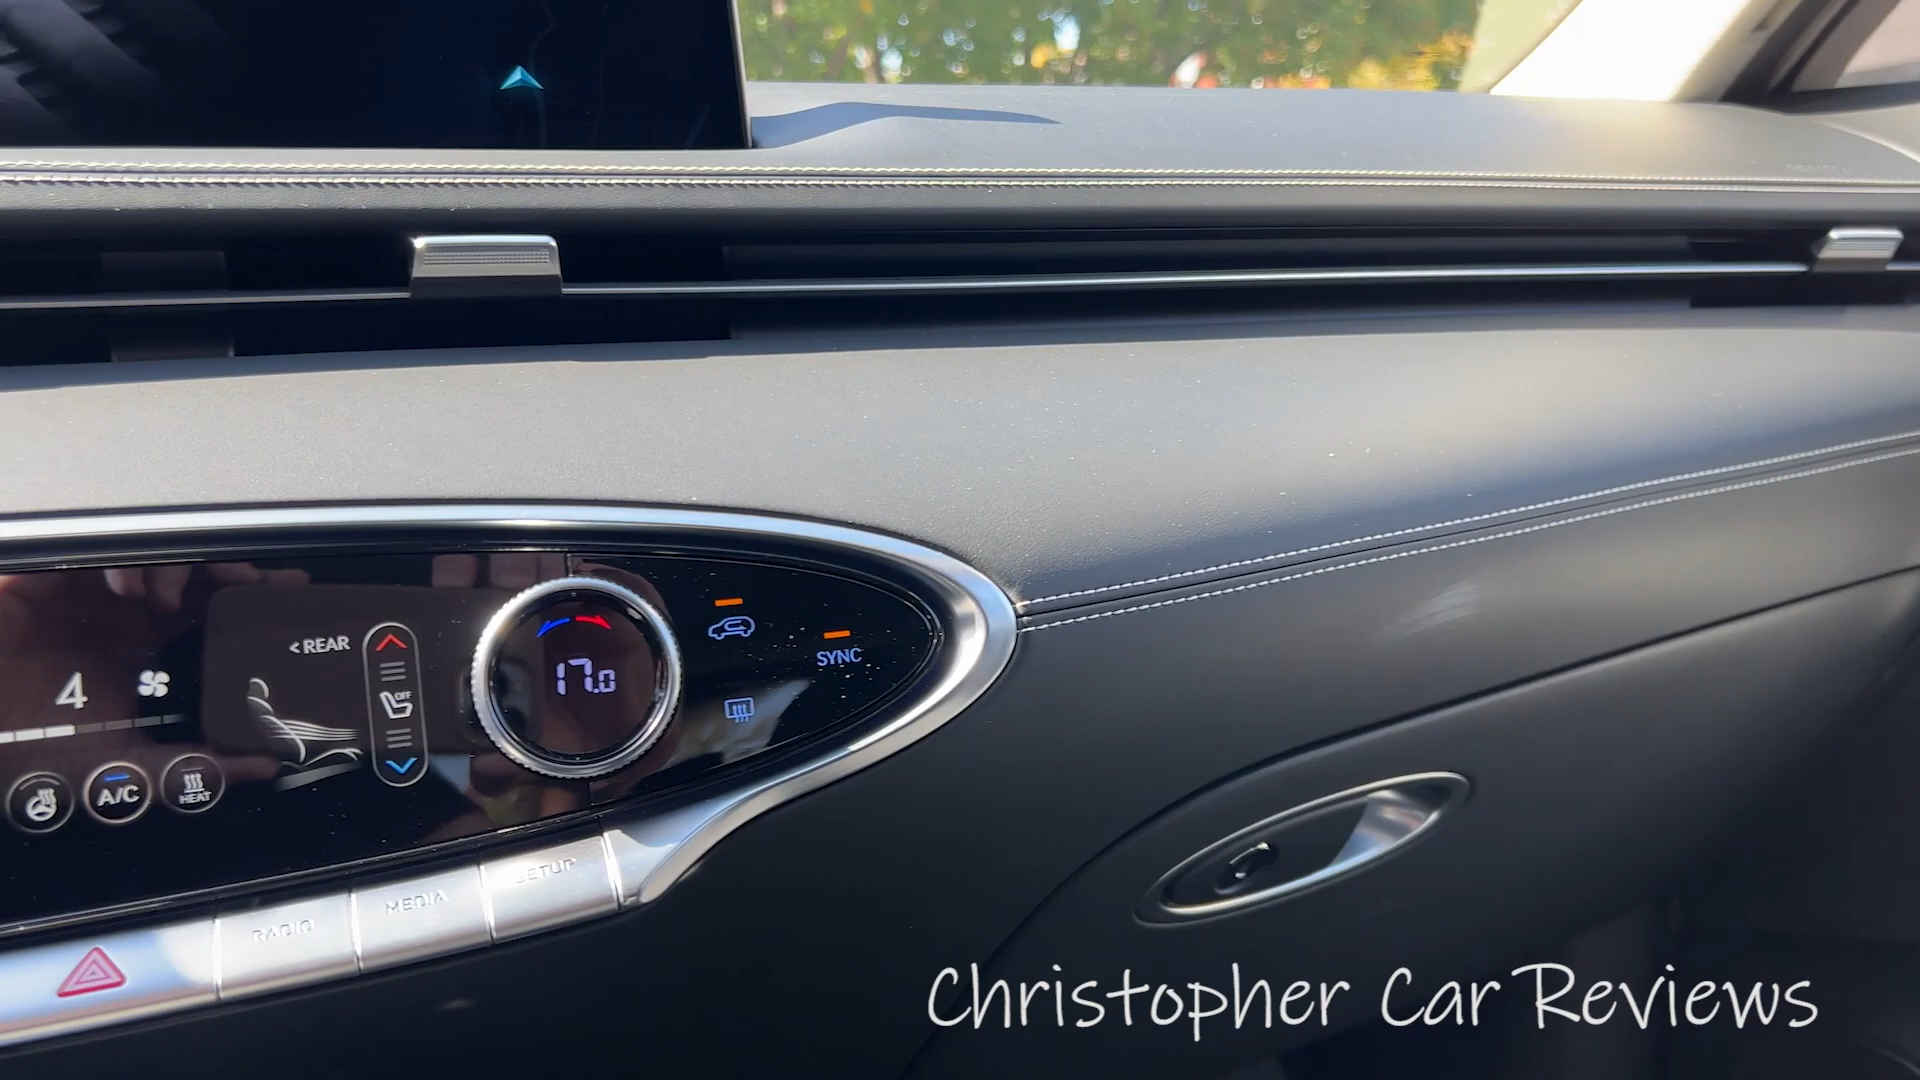 < REAR
OFF
17.0
SYNC
4
A/C
HEAT
SETUP
MEDIA
RADIO
Christopher Car Reviews